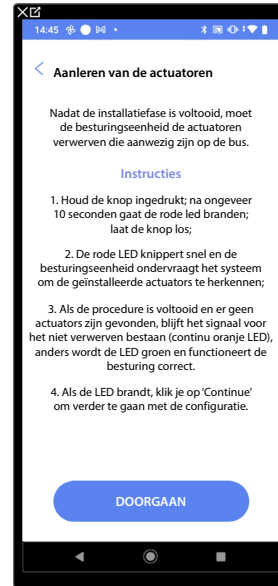 14:45
Aanleren van de actuatoren
Nadat de installatiefase is voltooid, moet
de besturingseenheid de actuatoren
verwerven die aanwezig zijn op de bus.
Instructies
1. Houd de knop ingedrukt; na ongeveer
10 seconden gaat de rode led branden;
laat de knop los;
2. De rode LED knippert snel en de
besturingseenheid ondervraagt het systeem
om de geïnstalleerde actuators te herkennen;
3. Als de procedure is voltooid en er geen
actuators zijn gevonden, blijft het signaal voor
het niet verwerven bestaan (continu oranje LED),
anders wordt de LED groen en functioneert de
besturing correct.
4. Als de LED brandt, klik je op ‘Continue’
om verder te gaan met de configuratie.
DOORGAAN